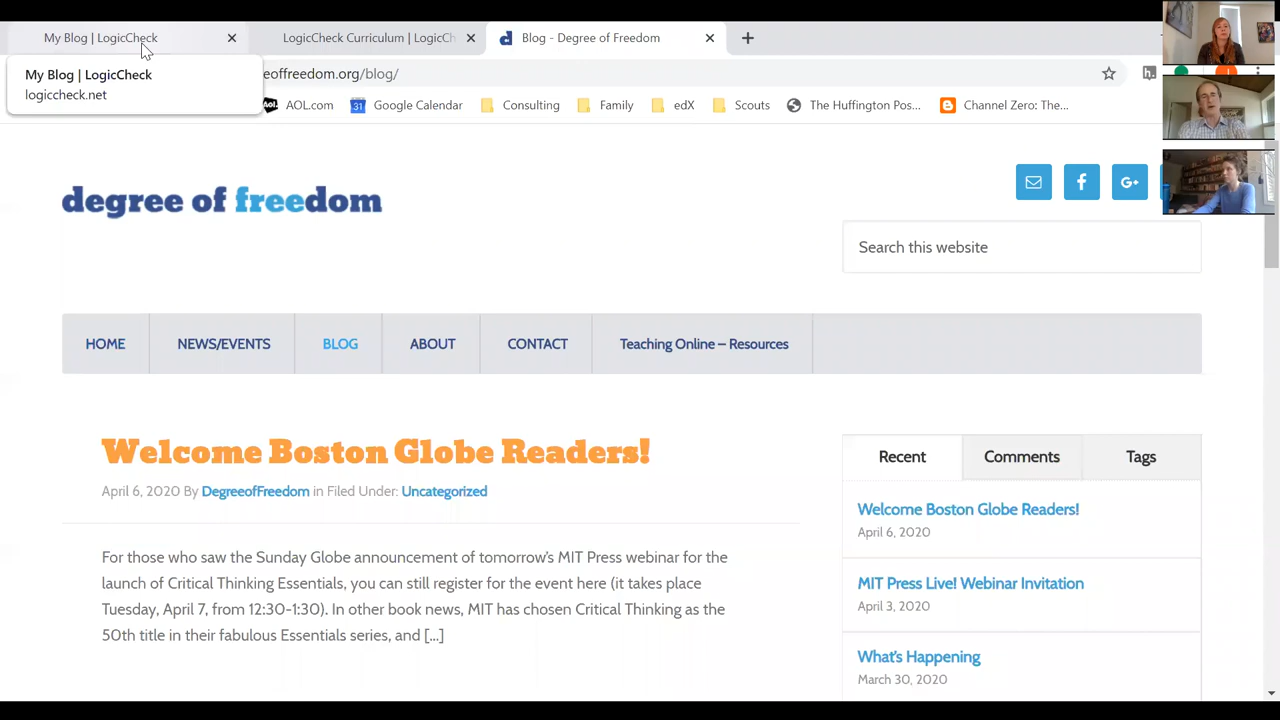 My Blog | LogicCheck
LogicCheck Curriculum | LogicCh
Blog - Degree of Freedom
My Blog | LogicCheck
logiccheck.net
eoffreedom.org/blog/
AOL.com
31
Google Calendar
Consulting
Family
edX
Scouts
The Huffington Pos...
Channel Zero: The...
degree of freedom
Search this website
HOME
NEWS/EVENTS
BLOG
ABOUT
CONTACT
Teaching Online – Resources
Welcome Boston Globe Readers!
April 6, 2020 By DegreeofFreedom in Filed Under: Uncategorized
For those who saw the Sunday Globe announcement of tomorrow's MIT Press webinar for the
launch of Critical Thinking Essentials, you can still register for the event here (it takes place
Tuesday, April 7, from 12:30-1:30). In other book news, MIT has chosen Critical Thinking as the
50th title in their fabulous Essentials series, and [...]
Recent
Comments
Tags
Welcome Boston Globe Readers!
April 6, 2020
MIT Press Live! Webinar Invitation
April 3, 2020
What's Happening
March 30, 2020